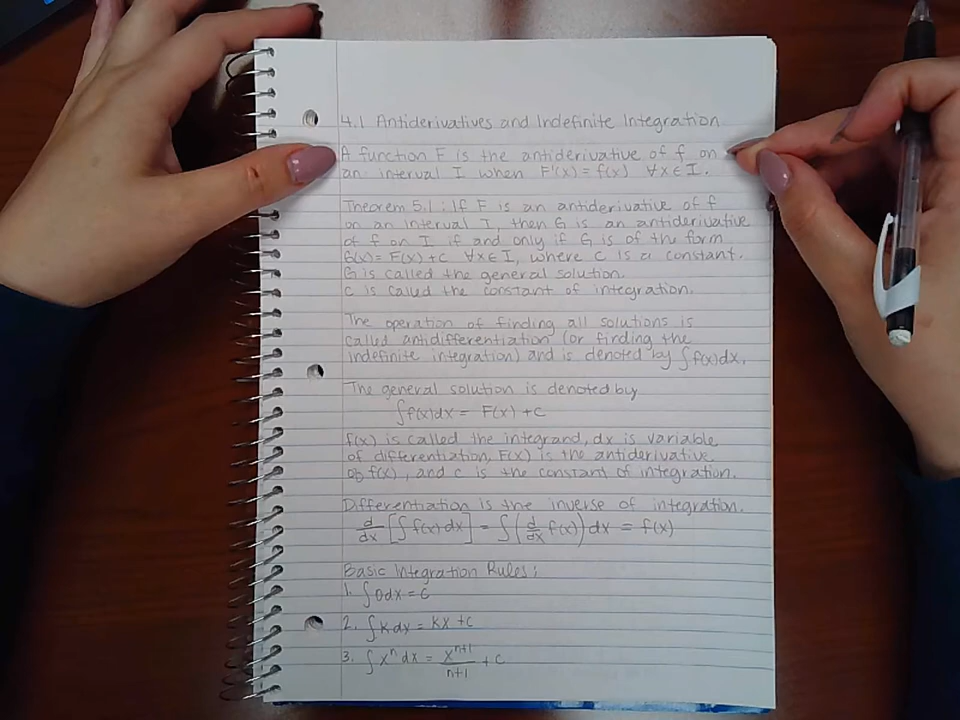 4.1 Antiderivatives and Indefinite Integration
A function F is the antiderivative of f on
an interval I when F'(x) = f(x) ∀x∈I.
Theorem 5.1: If F is an antiderivative of f
on an interval I, then G is an antiderivative
of f on I if and only if G is of the form
G(x) = F(x) + C ∀x∈I, where C is a constant.
G is called the general solution.
C is called the constant of integration.
The operation of finding all solutions is
called antidifferentiation (or finding the
indefinite integration) and is denoted by ∫f(x)dx.
The general solution is denoted by
∫f(x)dx = F(x) + C
f(x) is called the integrand, dx is variable
of differentiation, F(x) is the antiderivative
of f(x), and C is the constant of integration.
Differentiation is the inverse of integration.
d/dx [∫f(x)dx] = ∫(d/dx f(x))dx = f(x)
Basic Integration Rules:
1. ∫0dx = C
2. ∫kdx = kx + C
3. ∫xⁿdx = xⁿ⁺¹/n+1 + C